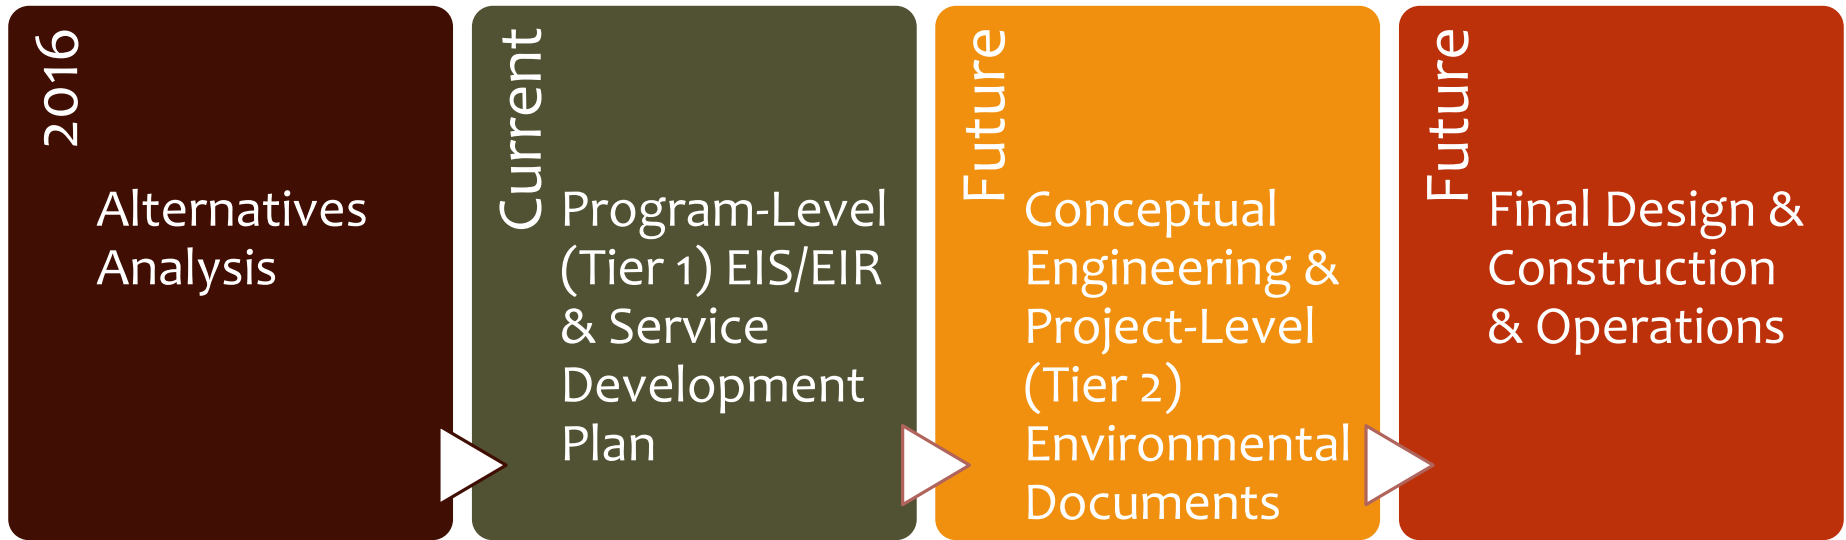 2016
Alternatives
Analysis
Current
Program-Level
(Tier 1) EIS/EIR
& Service
Development
Plan
Future
Conceptual
Engineering &
Project-Level
(Tier 2)
Environmental
Documents
Future
Final Design &
Construction
& Operations